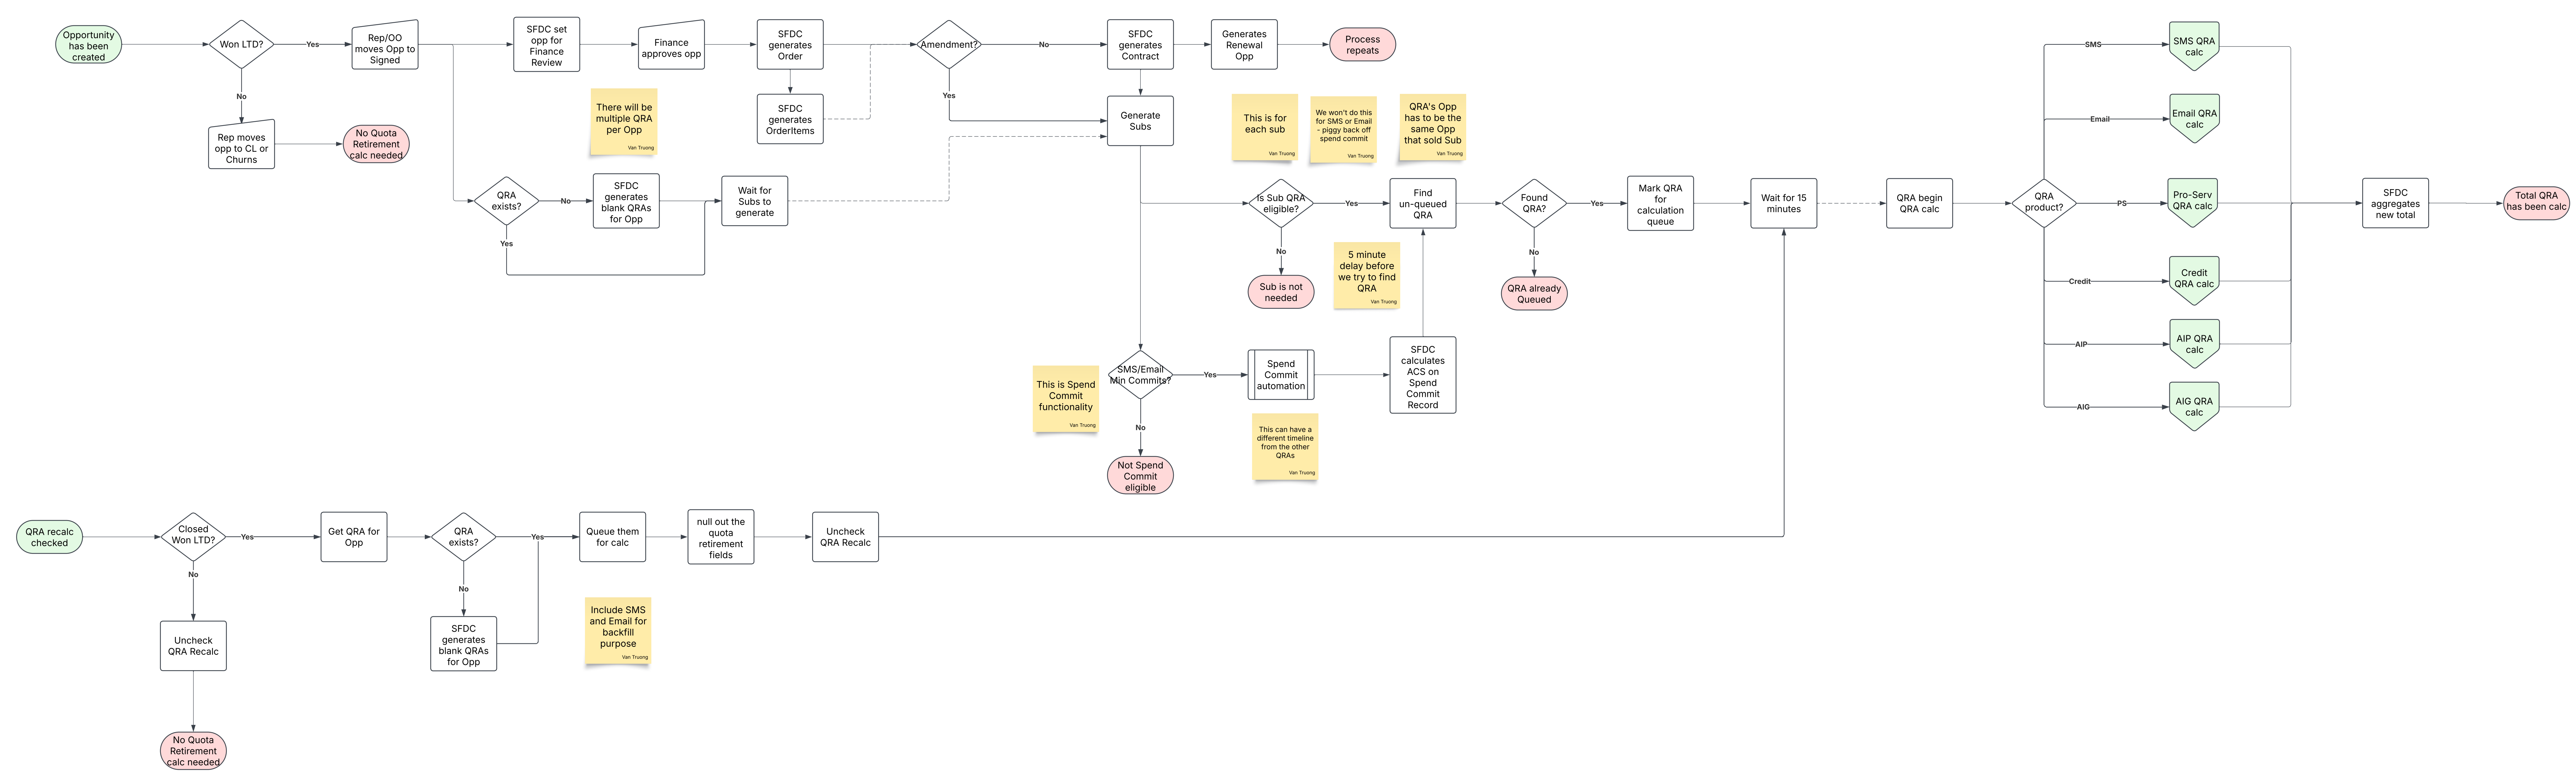 Opportunity
has been
created
Won LTD?
Yes
No
Rep moves
opp to CL or
Churns
No Quota
Retirement
calc needed
Rep/OO
moves Opp to
Signed
SFDC set
opp for
Finance
Review
Finance
approves opp
SFDC
generates
Order
SFDC
generates
OrderItems
There will be
multiple QRA
per Opp
Van Truong
QRA
exists?
No
Yes
SFDC
generates
blank QRAs
for Opp
Wait for
Subs to
generate
Amendment?
No
Yes
SFDC
generates
Contract
Generates
Renewal
Opp
Process
repeats
Generate
Subs
This is for
each sub
Van Truong
We won't do this
for SMS or Email
- piggy back off
spend commit
Van Truong
QRA's Opp
has to be the
same Opp
that sold Sub
Van Truong
Is Sub QRA
eligible?
Yes
No
Sub is not
needed
Find
un-queued
QRA
5 minute
delay before
we try to find
QRA
Van Truong
Found
QRA?
Yes
No
QRA already
Queued
Mark QRA
for
calculation
queue
Wait for 15
minutes
QRA begin
QRA calc
QRA
product?
SMS
SMS QRA
calc
Email
Email QRA
calc
PS
Pro-Serv
QRA calc
Credit
Credit
QRA calc
AIP
AIP QRA
calc
AIG
AIG QRA
calc
SFDC
aggregates
new total
Total QRA
has been calc
This is Spend
Commit
functionality
Van Truong
SMS/Email
Min Commits?
Yes
No
Not Spend
Commit
eligible
Spend
Commit
automation
This can have a
different timeline
from the other
QRAs
Van Truong
SFDC
calculates
ACS on
Spend
Commit
Record
QRA recalc
checked
Closed
Won LTD?
Yes
No
Uncheck
QRA Recalc
No Quota
Retirement
calc needed
Get QRA for
Opp
QRA
exists?
Yes
No
SFDC
generates
blank QRAs
for Opp
Queue them
for calc
null out the
quota
retirement
fields
Uncheck
QRA Recalc
Include SMS
and Email for
backfill
purpose
Van Truong